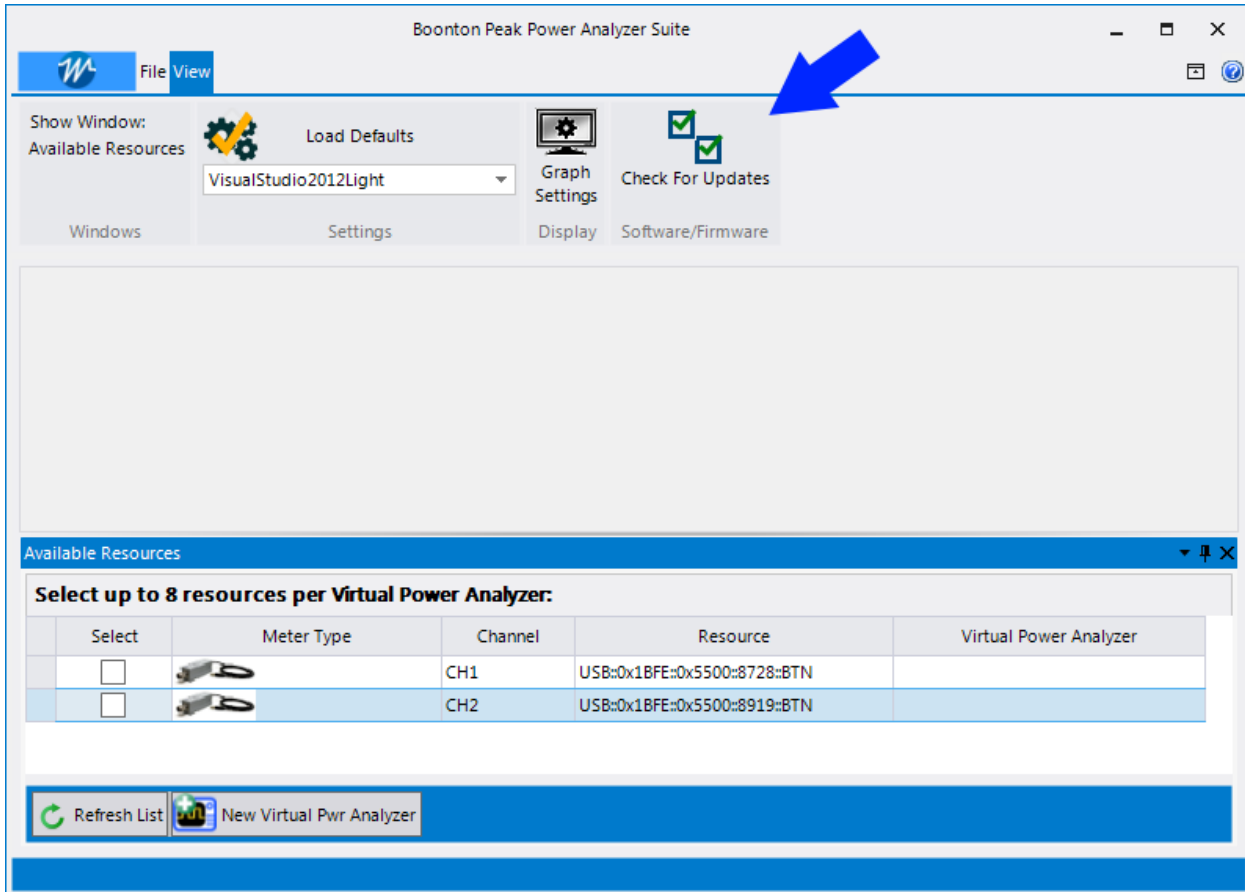 Boonton Peak Power Analyzer Suite
File View
Show Window:
Available Resources
Load Defaults
VisualStudio2012Light
Graph
Settings
Check For Updates
Windows
Settings
Display
Software/Firmware
Available Resources
Select up to 8 resources per Virtual Power Analyzer:
Select Meter Type Channel Resource Virtual Power Analyzer
CH1 USB::0x1BFE::0x5500::8728::BTN
CH2 USB::0x1BFE::0x5500::8919::BTN
Refresh List New Virtual Pwr Analyzer